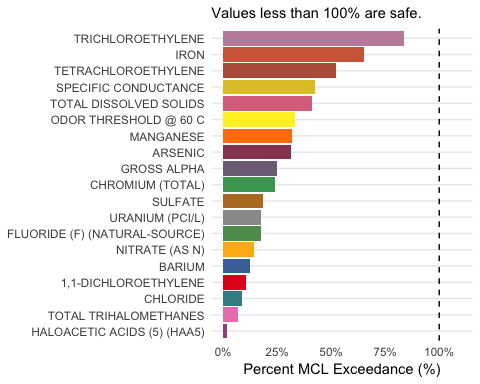 Values less than 100% are safe.
TRICHLOROETHYLENE
IRON
TETRACHLOROETHYLENE
SPECIFIC CONDUCTANCE
TOTAL DISSOLVED SOLIDS
ODOR THRESHOLD @ 60 C
MANGANESE
ARSENIC
GROSS ALPHA
CHROMIUM (TOTAL)
SULFATE
URANIUM (PCI/L)
FLUORIDE (F) (NATURAL-SOURCE)
NITRATE (AS N)
BARIUM
1,1-DICHLOROETHYLENE
CHLORIDE
TOTAL TRIHALOMETHANES
HALOACETIC ACIDS (5) (HAA5)
0% 25% 50% 75% 100%
Percent MCL Exceedance (%)